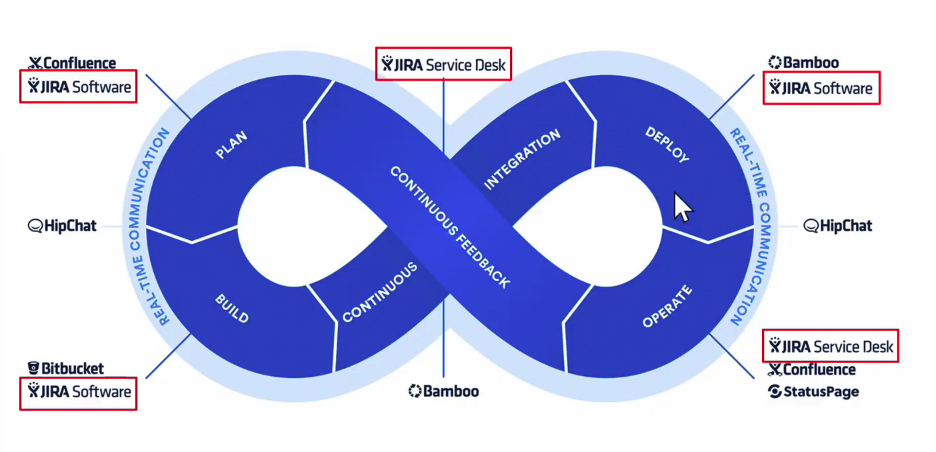 Confluence
JIRA Software
JIRA Service Desk
Bamboo
JIRA Software
PLAN
INTEGRATION
DEPLOY
REAL-TIME COMMUNICATION
CONTINUOUS FEEDBACK
REAL-TIME COMMUNICATION
HipChat
HipChat
BUILD
CONTINUOUS
OPERATE
Bitbucket
JIRA Software
Bamboo
JIRA Service Desk
Confluence
StatusPage